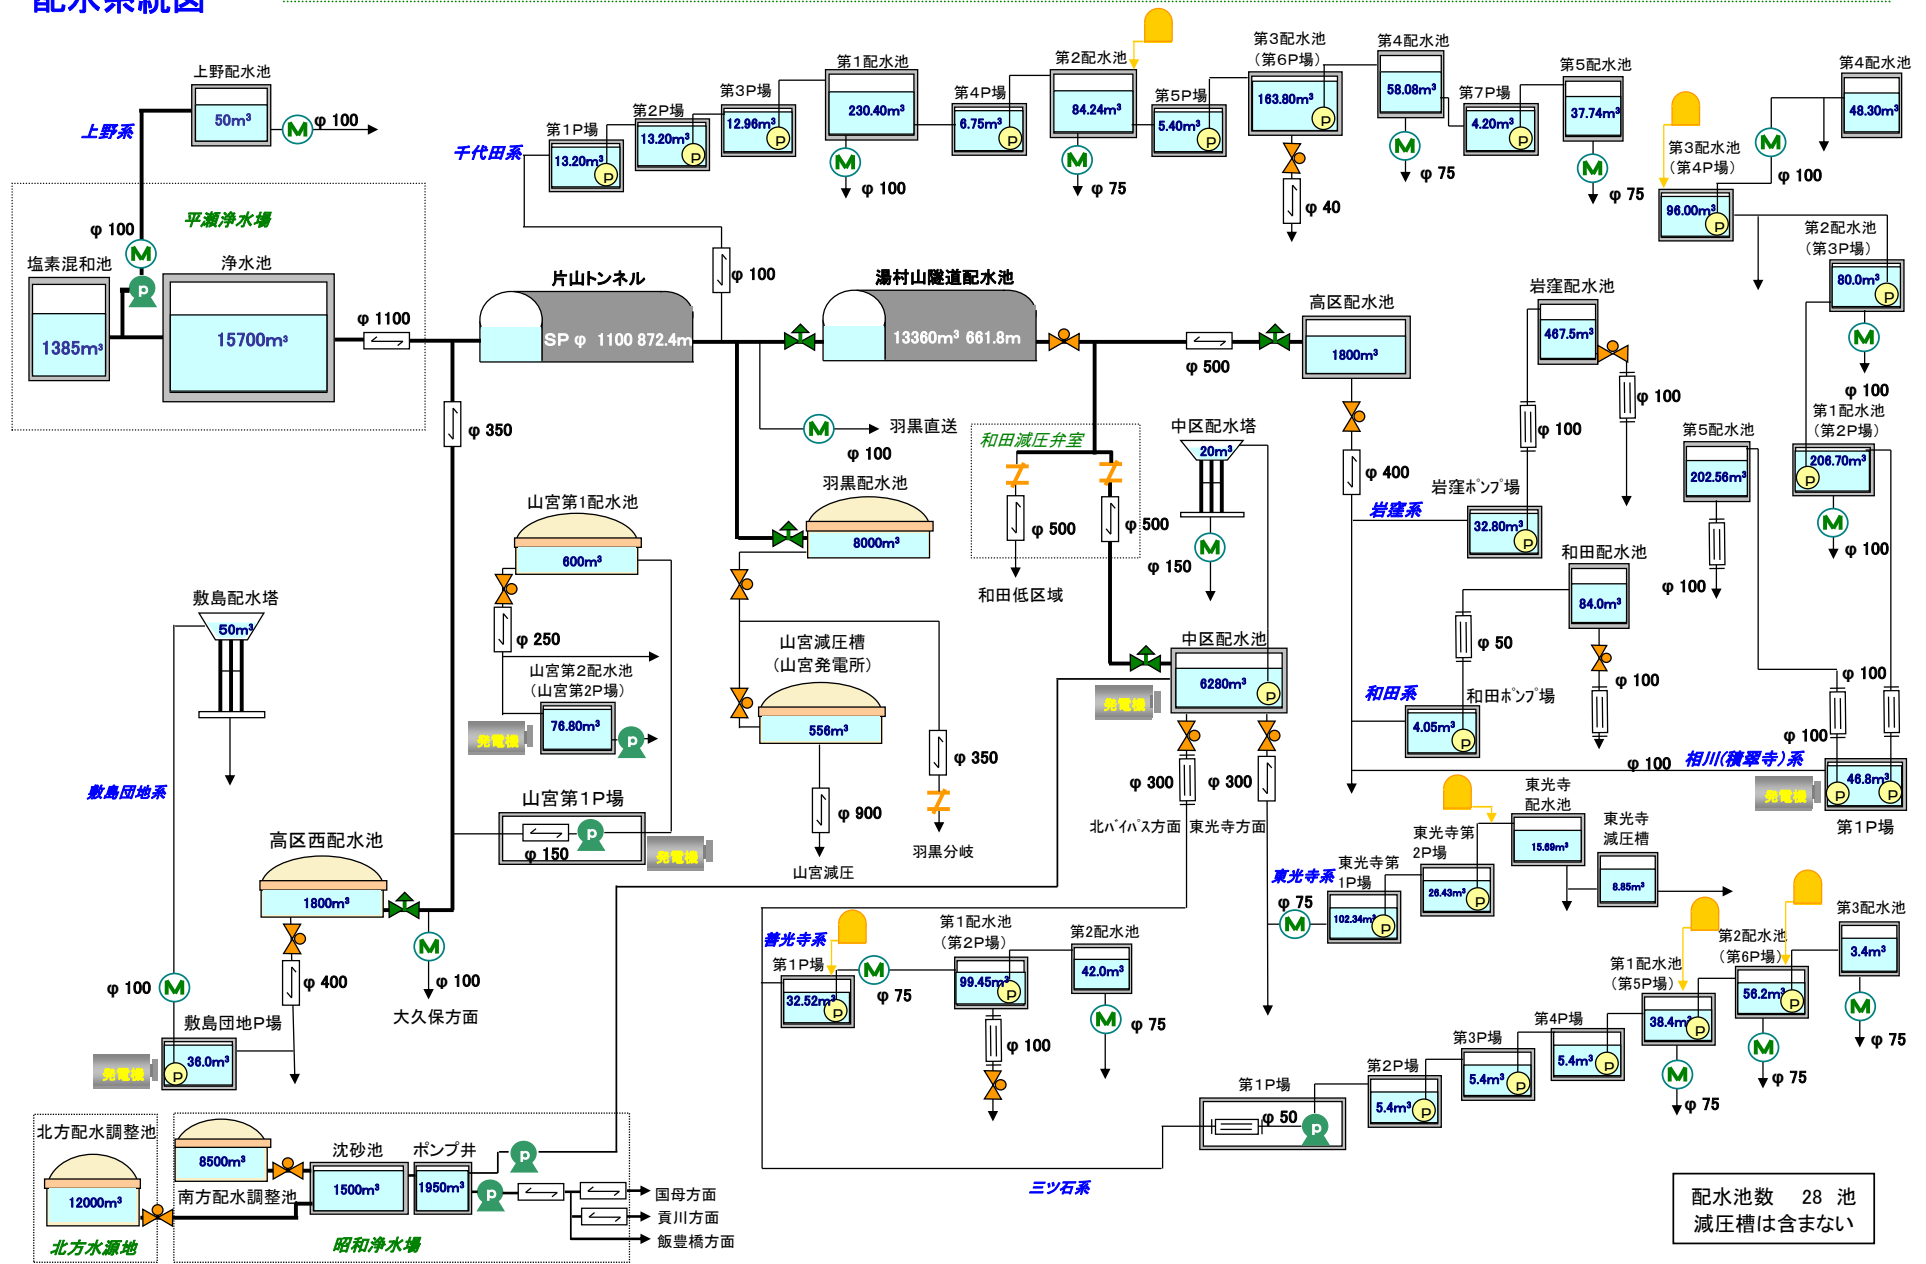 配水系統図
上野配水池
50m³
φ 100
上野系
平瀬浄水場
φ 100
塩素混和池
1385m³
浄水池
15700m³
φ 1100
φ 350
千代田系
第1P場
13.20m³
P
第2P場
13.20m³
P
第3P場
12.96m³
P
第1配水池
230.40m³
M
φ 100
第4P場
6.75m³
P
第2配水池
84.24m³
M
φ 75
第5P場
5.40m³
P
第3配水池
(第6P場)
163.80m³
P
φ 40
第4配水池
58.08m³
M
φ 75
第7P場
4.20m³
P
第5配水池
37.74m³
M
φ 75
第4配水池
48.30m³
M
φ 100
第3配水池
(第4P場)
96.00m³
P
第2配水池
(第3P場)
80.0m³
P
M
φ 100
第1配水池
(第2P場)
206.70m³
P
M
φ 100
第5配水池
202.56m³
φ 100
φ 100
φ 100
φ 100
相川(積翠寺)系
46.8m³
P
P
発電機
第1P場
片山トンネル
SP φ 1100 872.4m
φ 100
湯村山隧道配水池
13360m³ 661.8m
φ 500
高区配水池
1800m³
φ 400
岩窪配水池
467.5m³
φ 100
φ 100
岩窪ポンプ場
岩窪系
32.80m³
P
和田配水池
84.0m³
φ 50
φ 100
和田系
和田ポンプ場
4.05m³
P
M
羽黒直送
φ 100
羽黒配水池
8000m³
和田減圧弁室
φ 500
φ 500
和田低区域
中区配水塔
20m³
M
φ 150
中区配水池
6280m³
P
発電機
φ 300
φ 300
北バイパス方面
東光寺方面
山宮第1配水池
600m³
φ 250
山宮第2配水池
(山宮第2P場)
76.80m³
p
発電機
山宮減圧槽
(山宮発電所)
556m³
φ 900
山宮減圧
φ 350
羽黒分岐
山宮第1P場
p
φ 150
発電機
敷島配水塔
50m³
敷島団地系
M
φ 100
高区西配水池
1800m³
φ 400
M
φ 100
大久保方面
敷島団地P場
36.0m³
P
発電機
東光寺系
φ 75
M
東光寺第
1P場
102.34m³
P
東光寺第
2P場
26.43m³
P
東光寺
配水池
15.69m³
東光寺
減圧槽
8.85m³
善光寺系
第1P場
32.52m³
P
M
φ 75
第1配水池
(第2P場)
99.45m³
P
φ 100
第2配水池
42.0m³
M
φ 75
三ツ石系
第1P場
φ 50
p
第2P場
5.4m³
P
第3P場
5.4m³
P
第4P場
5.4m³
P
第1配水池
(第5P場)
38.4m³
P
M
φ 75
第2配水池
(第6P場)
56.2m³
P
M
φ 75
第3配水池
3.4m³
M
φ 75
北方配水調整池
12000m³
北方水源地
8500m³
南方配水調整池
沈砂池
1500m³
ポンプ井
1950m³
p
p
国母方面
貢川方面
飯豊橋方面
昭和浄水場
配水池数 28 池
減圧槽は含まない